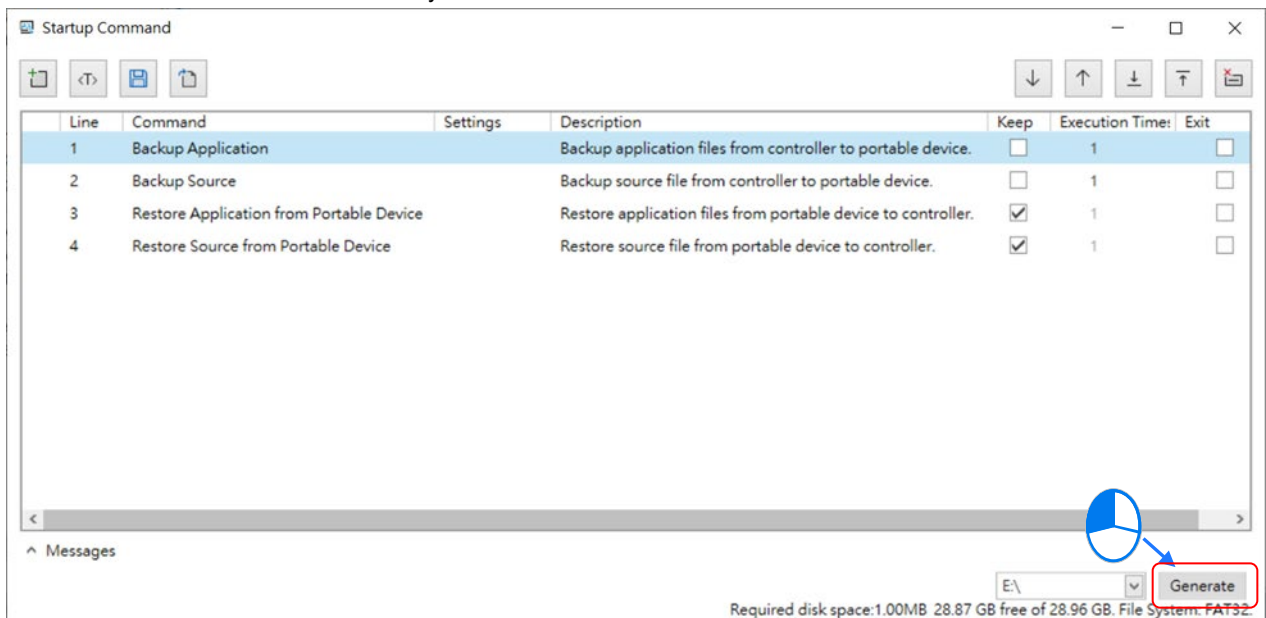 Startup Command
<T>
Line Command Settings Description Keep Execution Time: Exit
1 Backup Application Backup application files from controller to portable device. 1
2 Backup Source Backup source file from controller to portable device. 1
3 Restore Application from Portable Device Restore application files from portable device to controller. 1
4 Restore Source from Portable Device Restore source file from portable device to controller. 1
Messages
E:\ Generate
Required disk space:1.00MB 28.87 GB free of 28.96 GB. File System: FAT32.